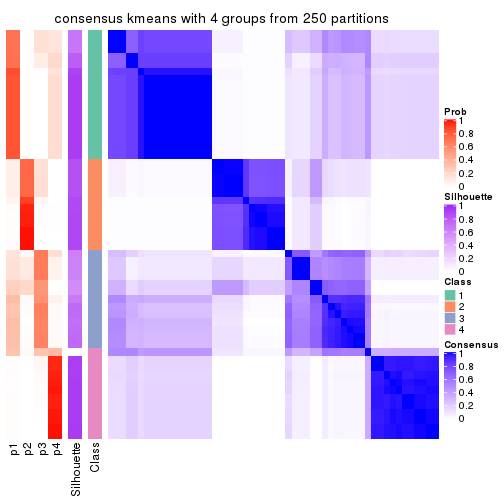 consensus kmeans with 4 groups from 250 partitions
Prob
1
0.8
0.6
0.4
0.2
0
Silhouette
1
0.8
0.6
0.4
0.2
0
Class
1
2
3
4
Consensus
1
0.8
0.6
0.4
0.2
0
p1
p2
p3
p4
Silhouette
Class